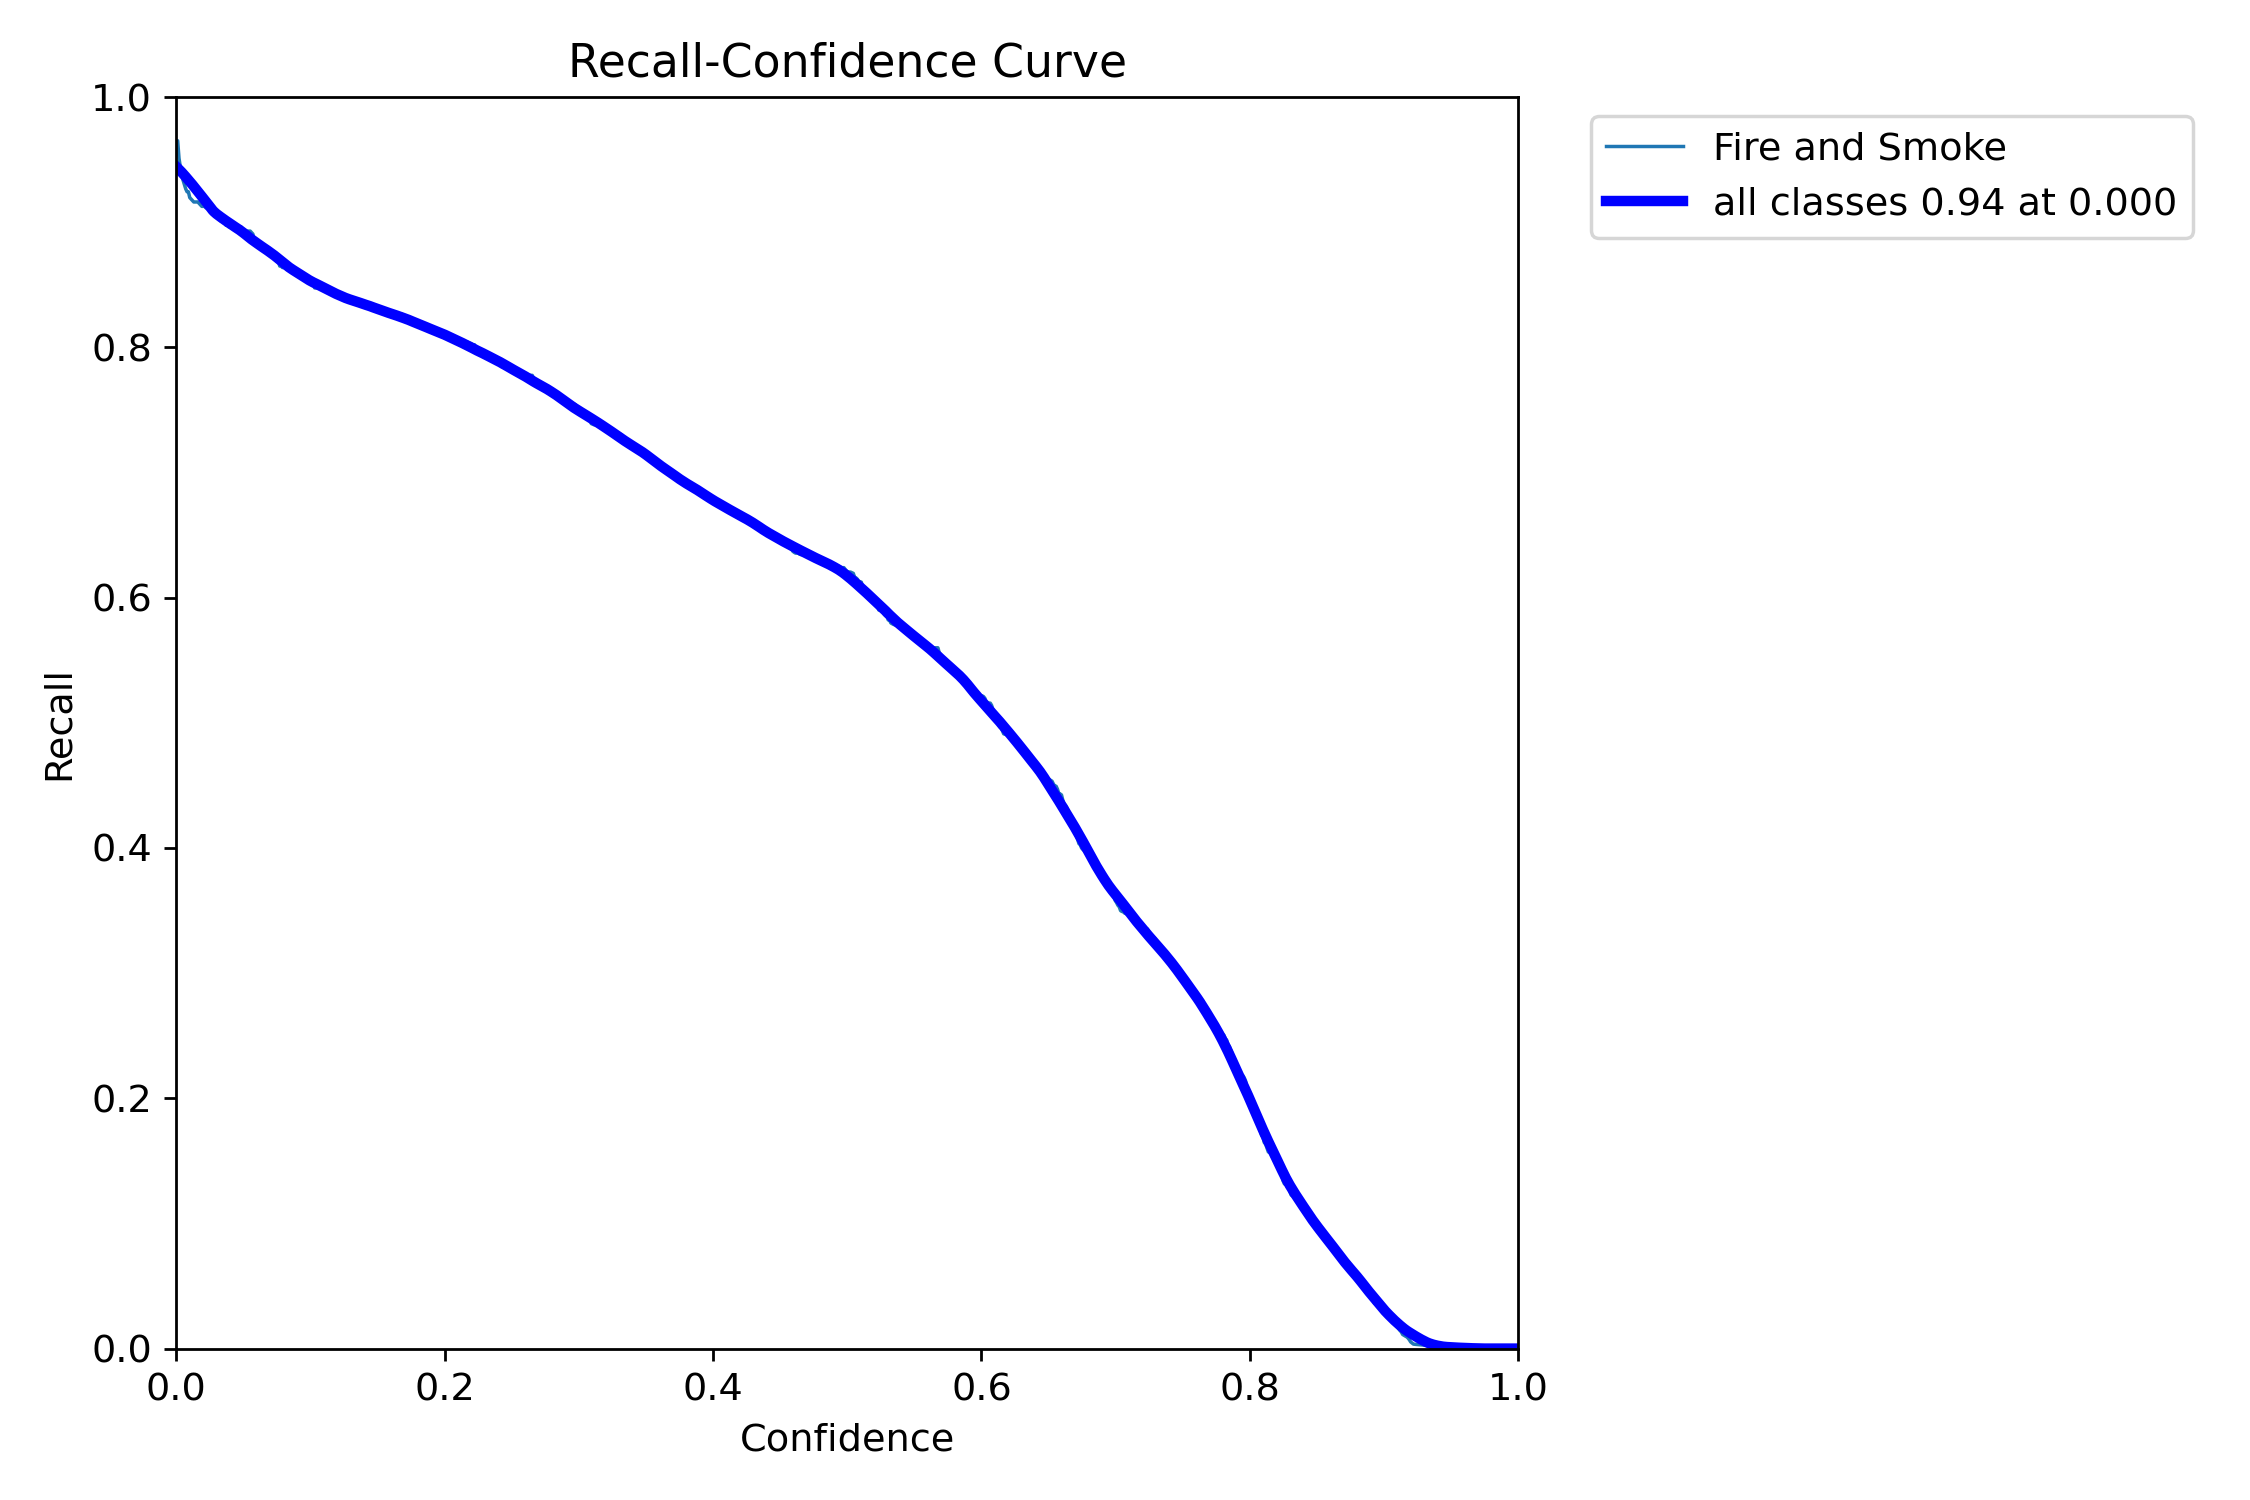 Recall-Confidence Curve
1.0
0.8
0.6
0.4
0.2
0.0
Recall
0.0 0.2 0.4 0.6 0.8 1.0
Confidence
Fire and Smoke
all classes 0.94 at 0.000